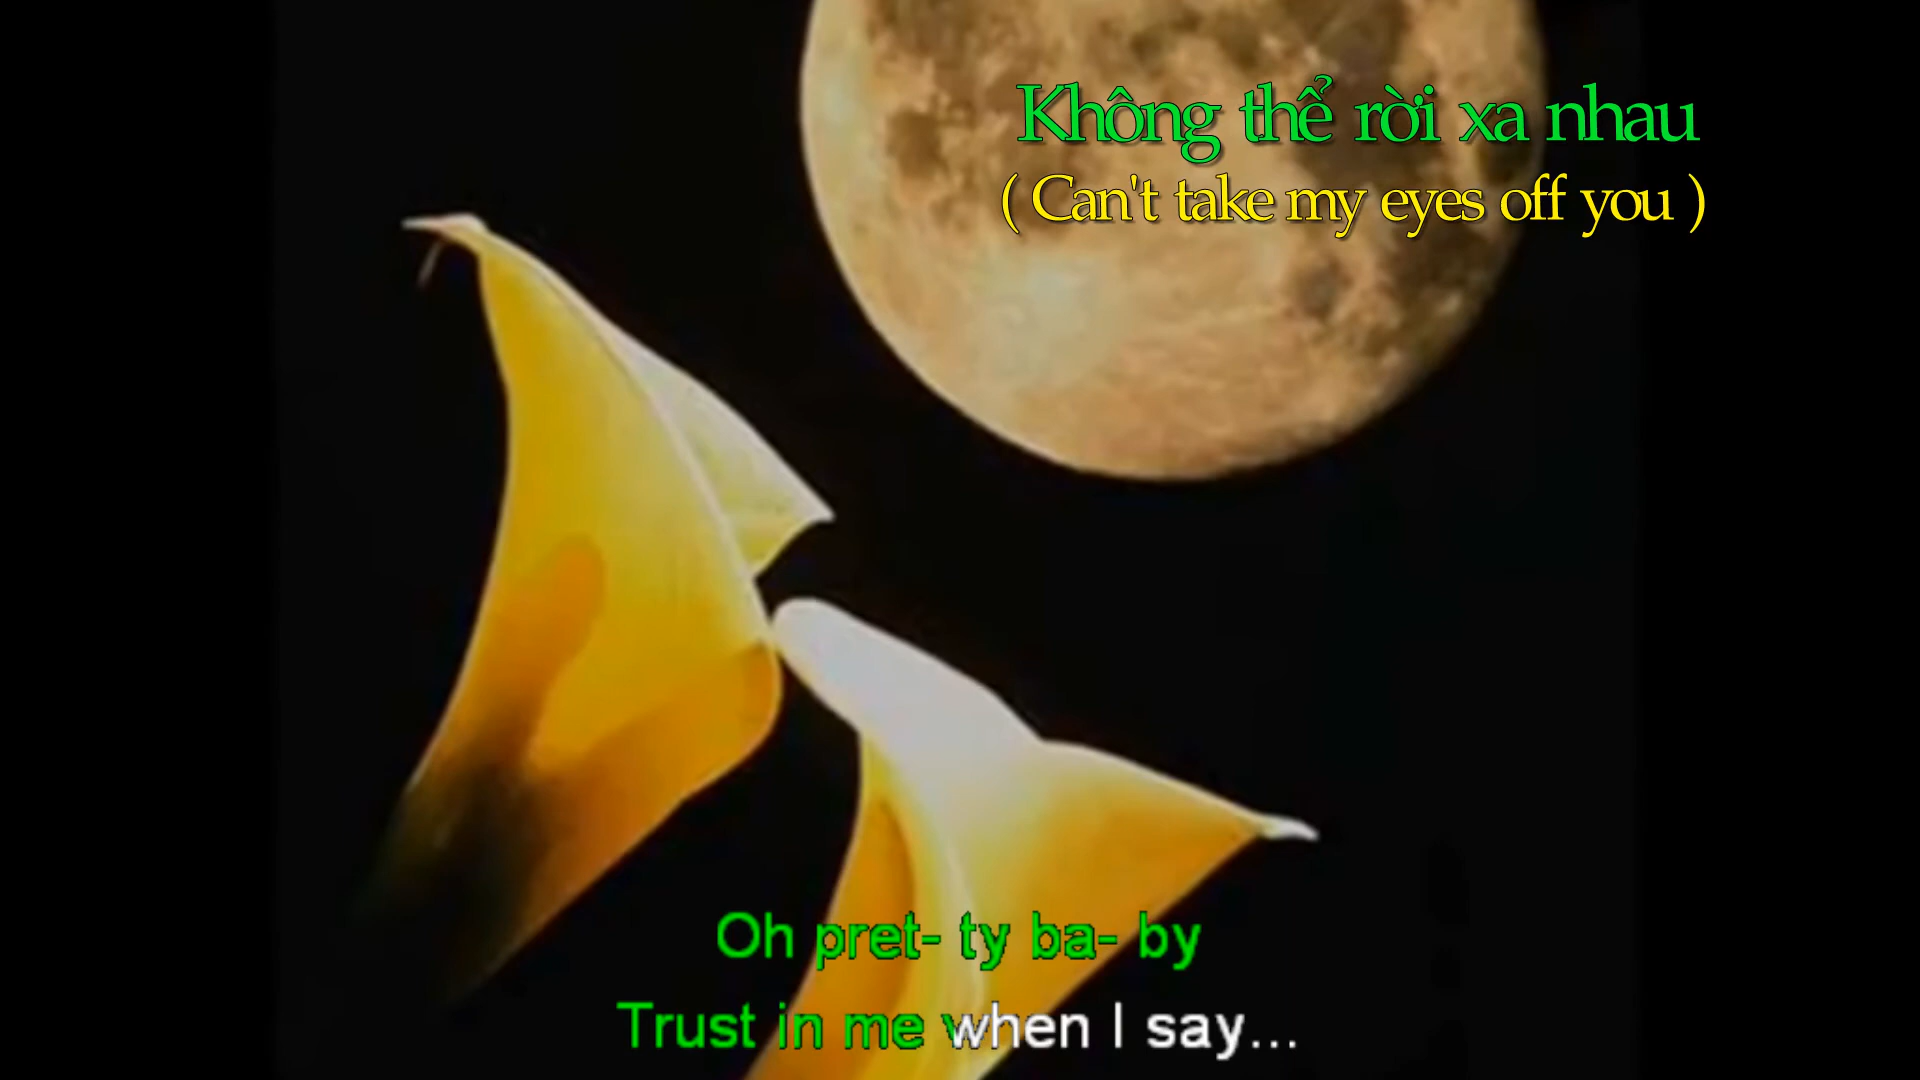 Không thể rời xa nhau
( Can't take my eyes off you )
Oh pret- ty ba- by
Trust in me when I say...